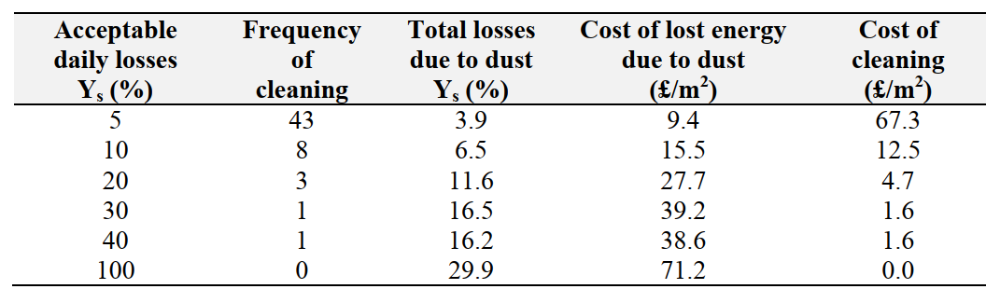 Acceptable Frequency Total losses Cost of lost energy Cost of
daily losses of due to dust due to dust cleaning
Yₛ (%) cleaning Yₛ (%) (£/m²) (£/m²)
5 43 3.9 9.4 67.3
10 8 6.5 15.5 12.5
20 3 11.6 27.7 4.7
30 1 16.5 39.2 1.6
40 1 16.2 38.6 1.6
100 0 29.9 71.2 0.0